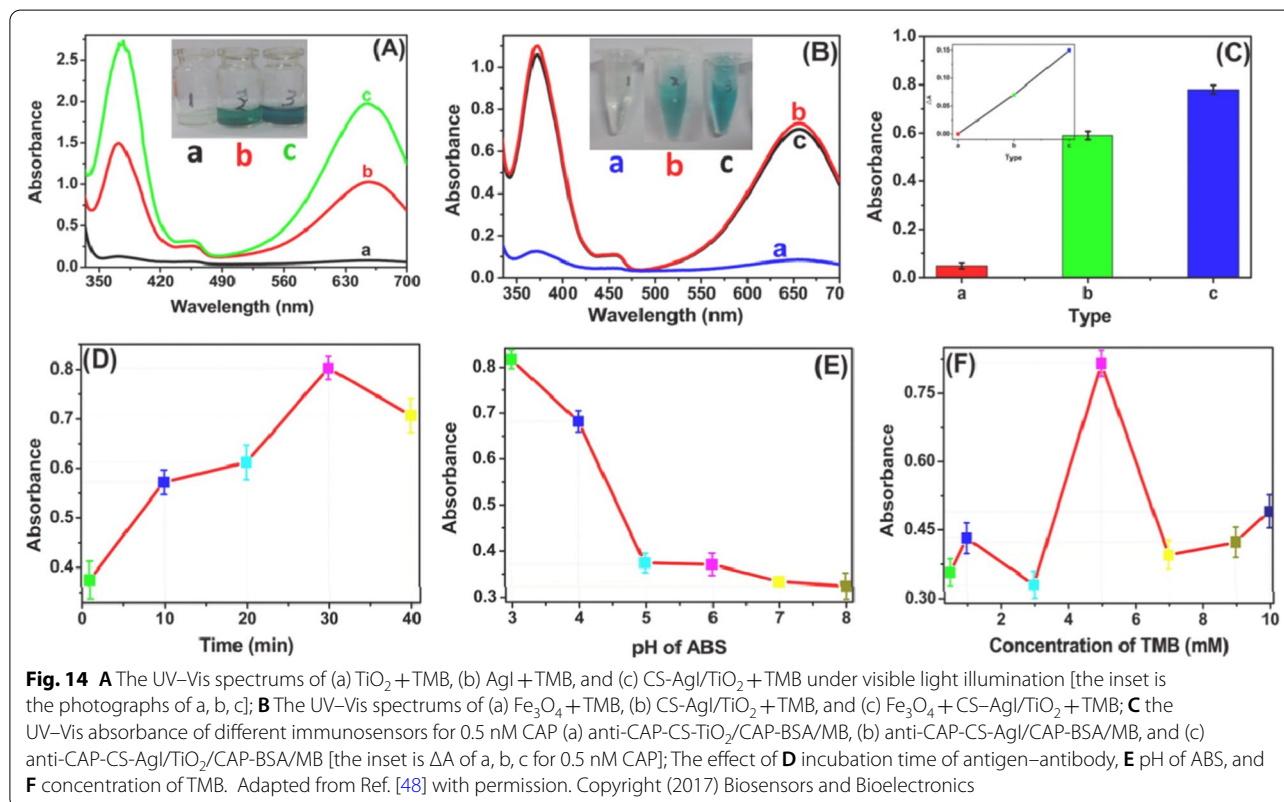 (A)
2.5
2.0
1.5
1.0
0.5
0.0
Absorbance
a b c
c
b
a
350 420 490 560 630 700
Wavelength (nm)
(B)
1.0
0.8
0.6
0.4
0.2
0.0
Absorbance
a b c
b
c
a
350 400 450 500 550 600 650 70
Wavelength (nm)
(C)
1.0
0.8
0.6
0.4
0.2
0.0
Absorbance
0.15
0.10
0.05
0.00
ΔA
a b c
Type
a b c
Type
(D)
0.8
0.7
0.6
0.5
0.4
Absorbance
0 10 20 30 40
Time (min)
(E)
0.8
0.7
0.6
0.5
0.4
0.3
Absorbance
3 4 5 6 7 8
pH of ABS
(F)
0.75
0.60
0.45
0.30
Absorbance
2 4 6 8 10
Concentration of TMB (mM)
Fig. 14 A The UV–Vis spectrums of (a) TiO₂ + TMB, (b) AgI + TMB, and (c) CS-AgI/TiO₂ + TMB under visible light illumination [the inset is
the photographs of a, b, c]; B The UV–Vis spectrums of (a) Fe₃O₄ + TMB, (b) CS-AgI/TiO₂ + TMB, and (c) Fe₃O₄ + CS–AgI/TiO₂ + TMB; C the
UV–Vis absorbance of different immunosensors for 0.5 nM CAP (a) anti-CAP-CS-TiO₂/CAP-BSA/MB, (b) anti-CAP-CS-AgI/CAP-BSA/MB, and (c)
anti-CAP-CS-AgI/TiO₂/CAP-BSA/MB [the inset is ΔA of a, b, c for 0.5 nM CAP]; The effect of D incubation time of antigen–antibody, E pH of ABS, and
F concentration of TMB. Adapted from Ref. [48] with permission. Copyright (2017) Biosensors and Bioelectronics